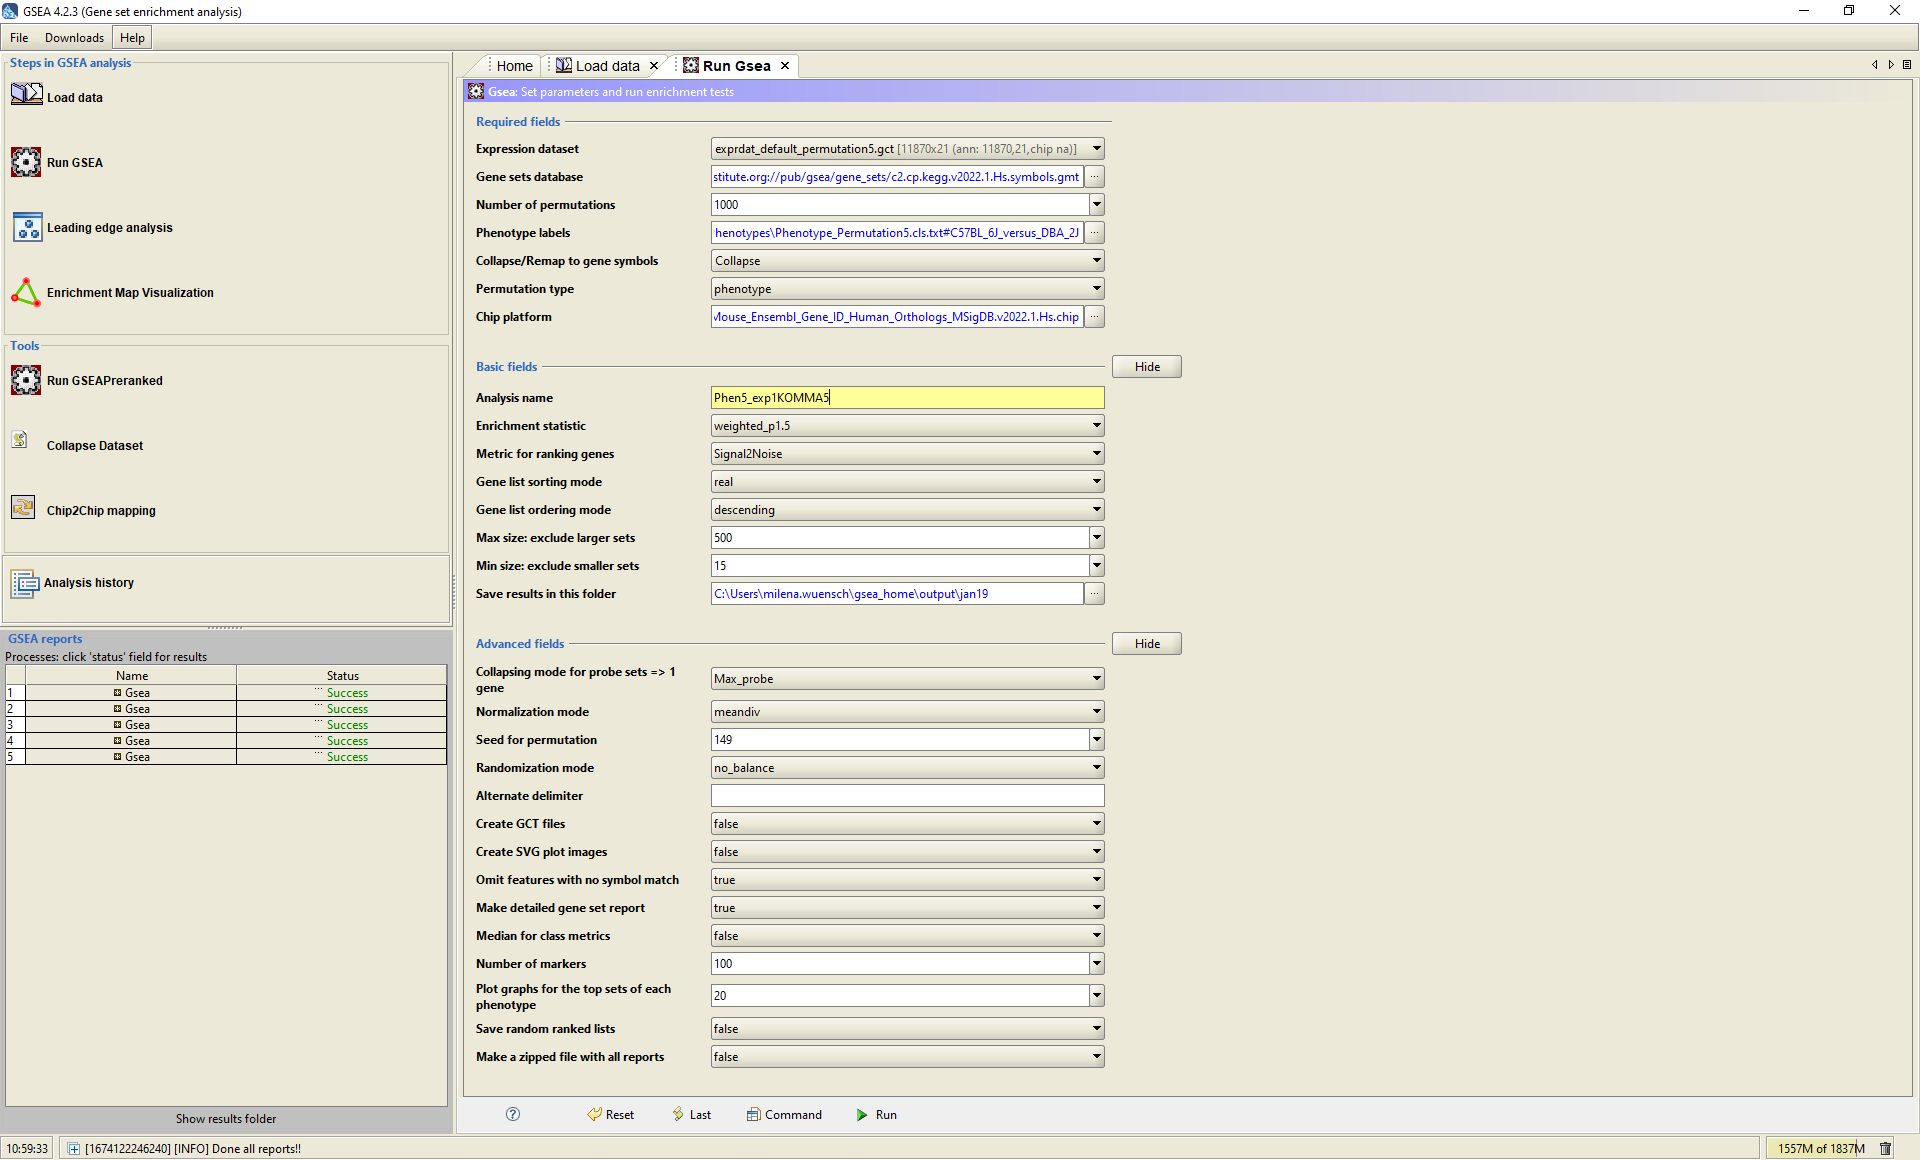 GSEA 4.2.3 (Gene set enrichment analysis)
File Downloads Help
Steps in GSEA analysis
Load data
Run GSEA
Leading edge analysis
Enrichment Map Visualization
Tools
Run GSEAPreranked
Collapse Dataset
Chip2Chip mapping
Analysis history
GSEA reports
Processes: click 'status' field for results
Name Status
1 Gsea ... Success
2 Gsea ... Success
3 Gsea ... Success
4 Gsea ... Success
5 Gsea ... Success
Show results folder
Home Load data Run Gsea
Gsea: Set parameters and run enrichment tests
Required fields
Expression dataset exprdat_default_permutation5.gct [11870x21 (ann: 11870,21,chip na)]
Gene sets database stitute.org://pub/gsea/gene_sets/c2.cp.kegg.v2022.1.Hs.symbols.gmt ...
Number of permutations 1000
Phenotype labels henotypes\Phenotype_Permutation5.cls.txt#C57BL_6J_versus_DBA_2J ...
Collapse/Remap to gene symbols Collapse
Permutation type phenotype
Chip platform Mouse_Ensembl_Gene_ID_Human_Orthologs_MSigDB.v2022.1.Hs.chip ...
Basic fields Hide
Analysis name Phen5_exp1KOMMA5
Enrichment statistic weighted_p1.5
Metric for ranking genes Signal2Noise
Gene list sorting mode real
Gene list ordering mode descending
Max size: exclude larger sets 500
Min size: exclude smaller sets 15
Save results in this folder C:\Users\milena.wuensch\gsea_home\output\jan19 ...
Advanced fields Hide
Collapsing mode for probe sets => 1
gene Max_probe
Normalization mode meandiv
Seed for permutation 149
Randomization mode no_balance
Alternate delimiter
Create GCT files false
Create SVG plot images false
Omit features with no symbol match true
Make detailed gene set report true
Median for class metrics false
Number of markers 100
Plot graphs for the top sets of each
phenotype 20
Save random ranked lists false
Make a zipped file with all reports false
? Reset Last Command Run
10:59:33 [1674122246240] [INFO] Done all reports!! 1557M of 1837M